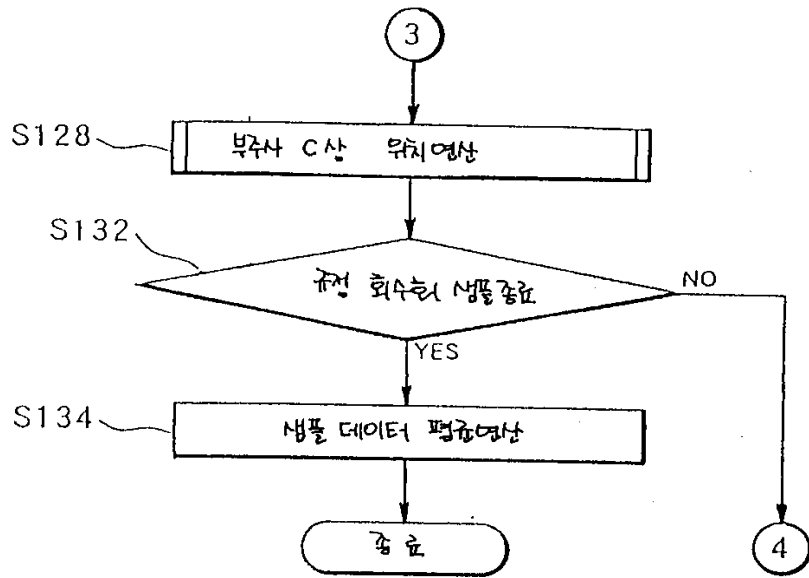 3
S128
부주사 C상 위치연산
S132
규정 회수회 샘플종료
NO
YES
S134
샘플 데이터 평균연산
종료
4